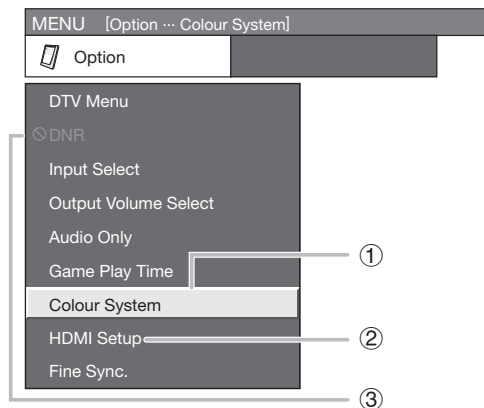 MENU [Option ... Colour System]
Option
DTV Menu
DNR
Input Select
Output Volume Select
Audio Only
Game Play Time
①
Colour System
HDMI Setup
②
Fine Sync.
③